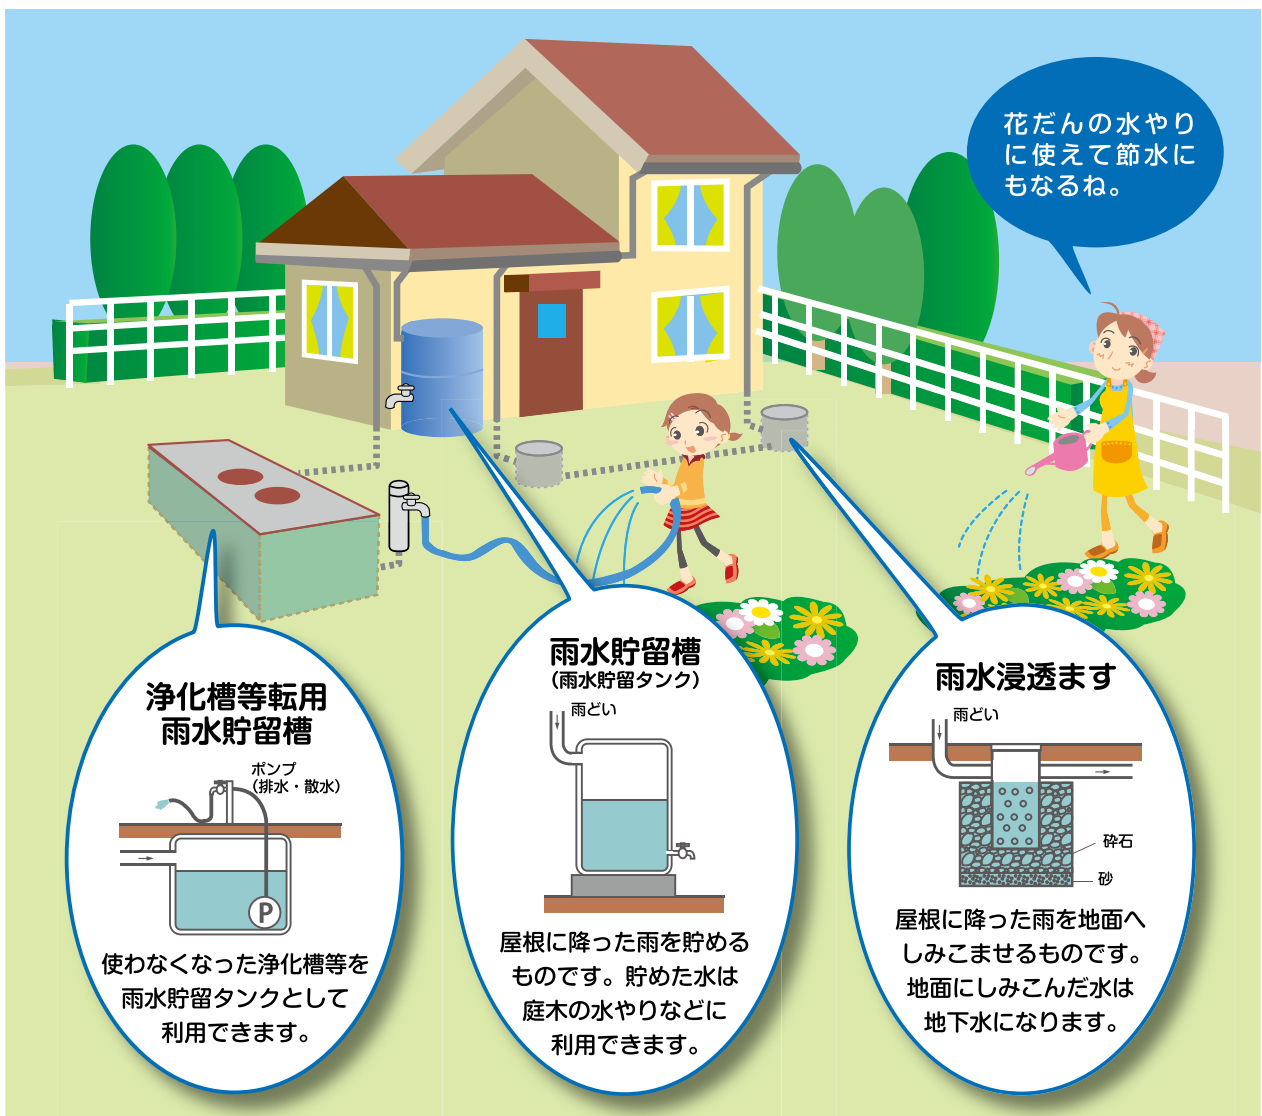 花だんの水やり
に使えて節水に
もなるね。
浄化槽等転用
雨水貯留槽
ポンプ
（排水・散水）
P
使わなくなった浄化槽等を
雨水貯留タンクとして
利用できます。
雨水貯留槽
（雨水貯留タンク）
雨どい
屋根に降った雨を貯める
ものです。貯めた水は
庭木の水やりなどに
利用できます。
雨水浸透ます
雨どい
砕石
砂
屋根に降った雨を地面へ
しみこませるものです。
地面にしみこんだ水は
地下水になります。